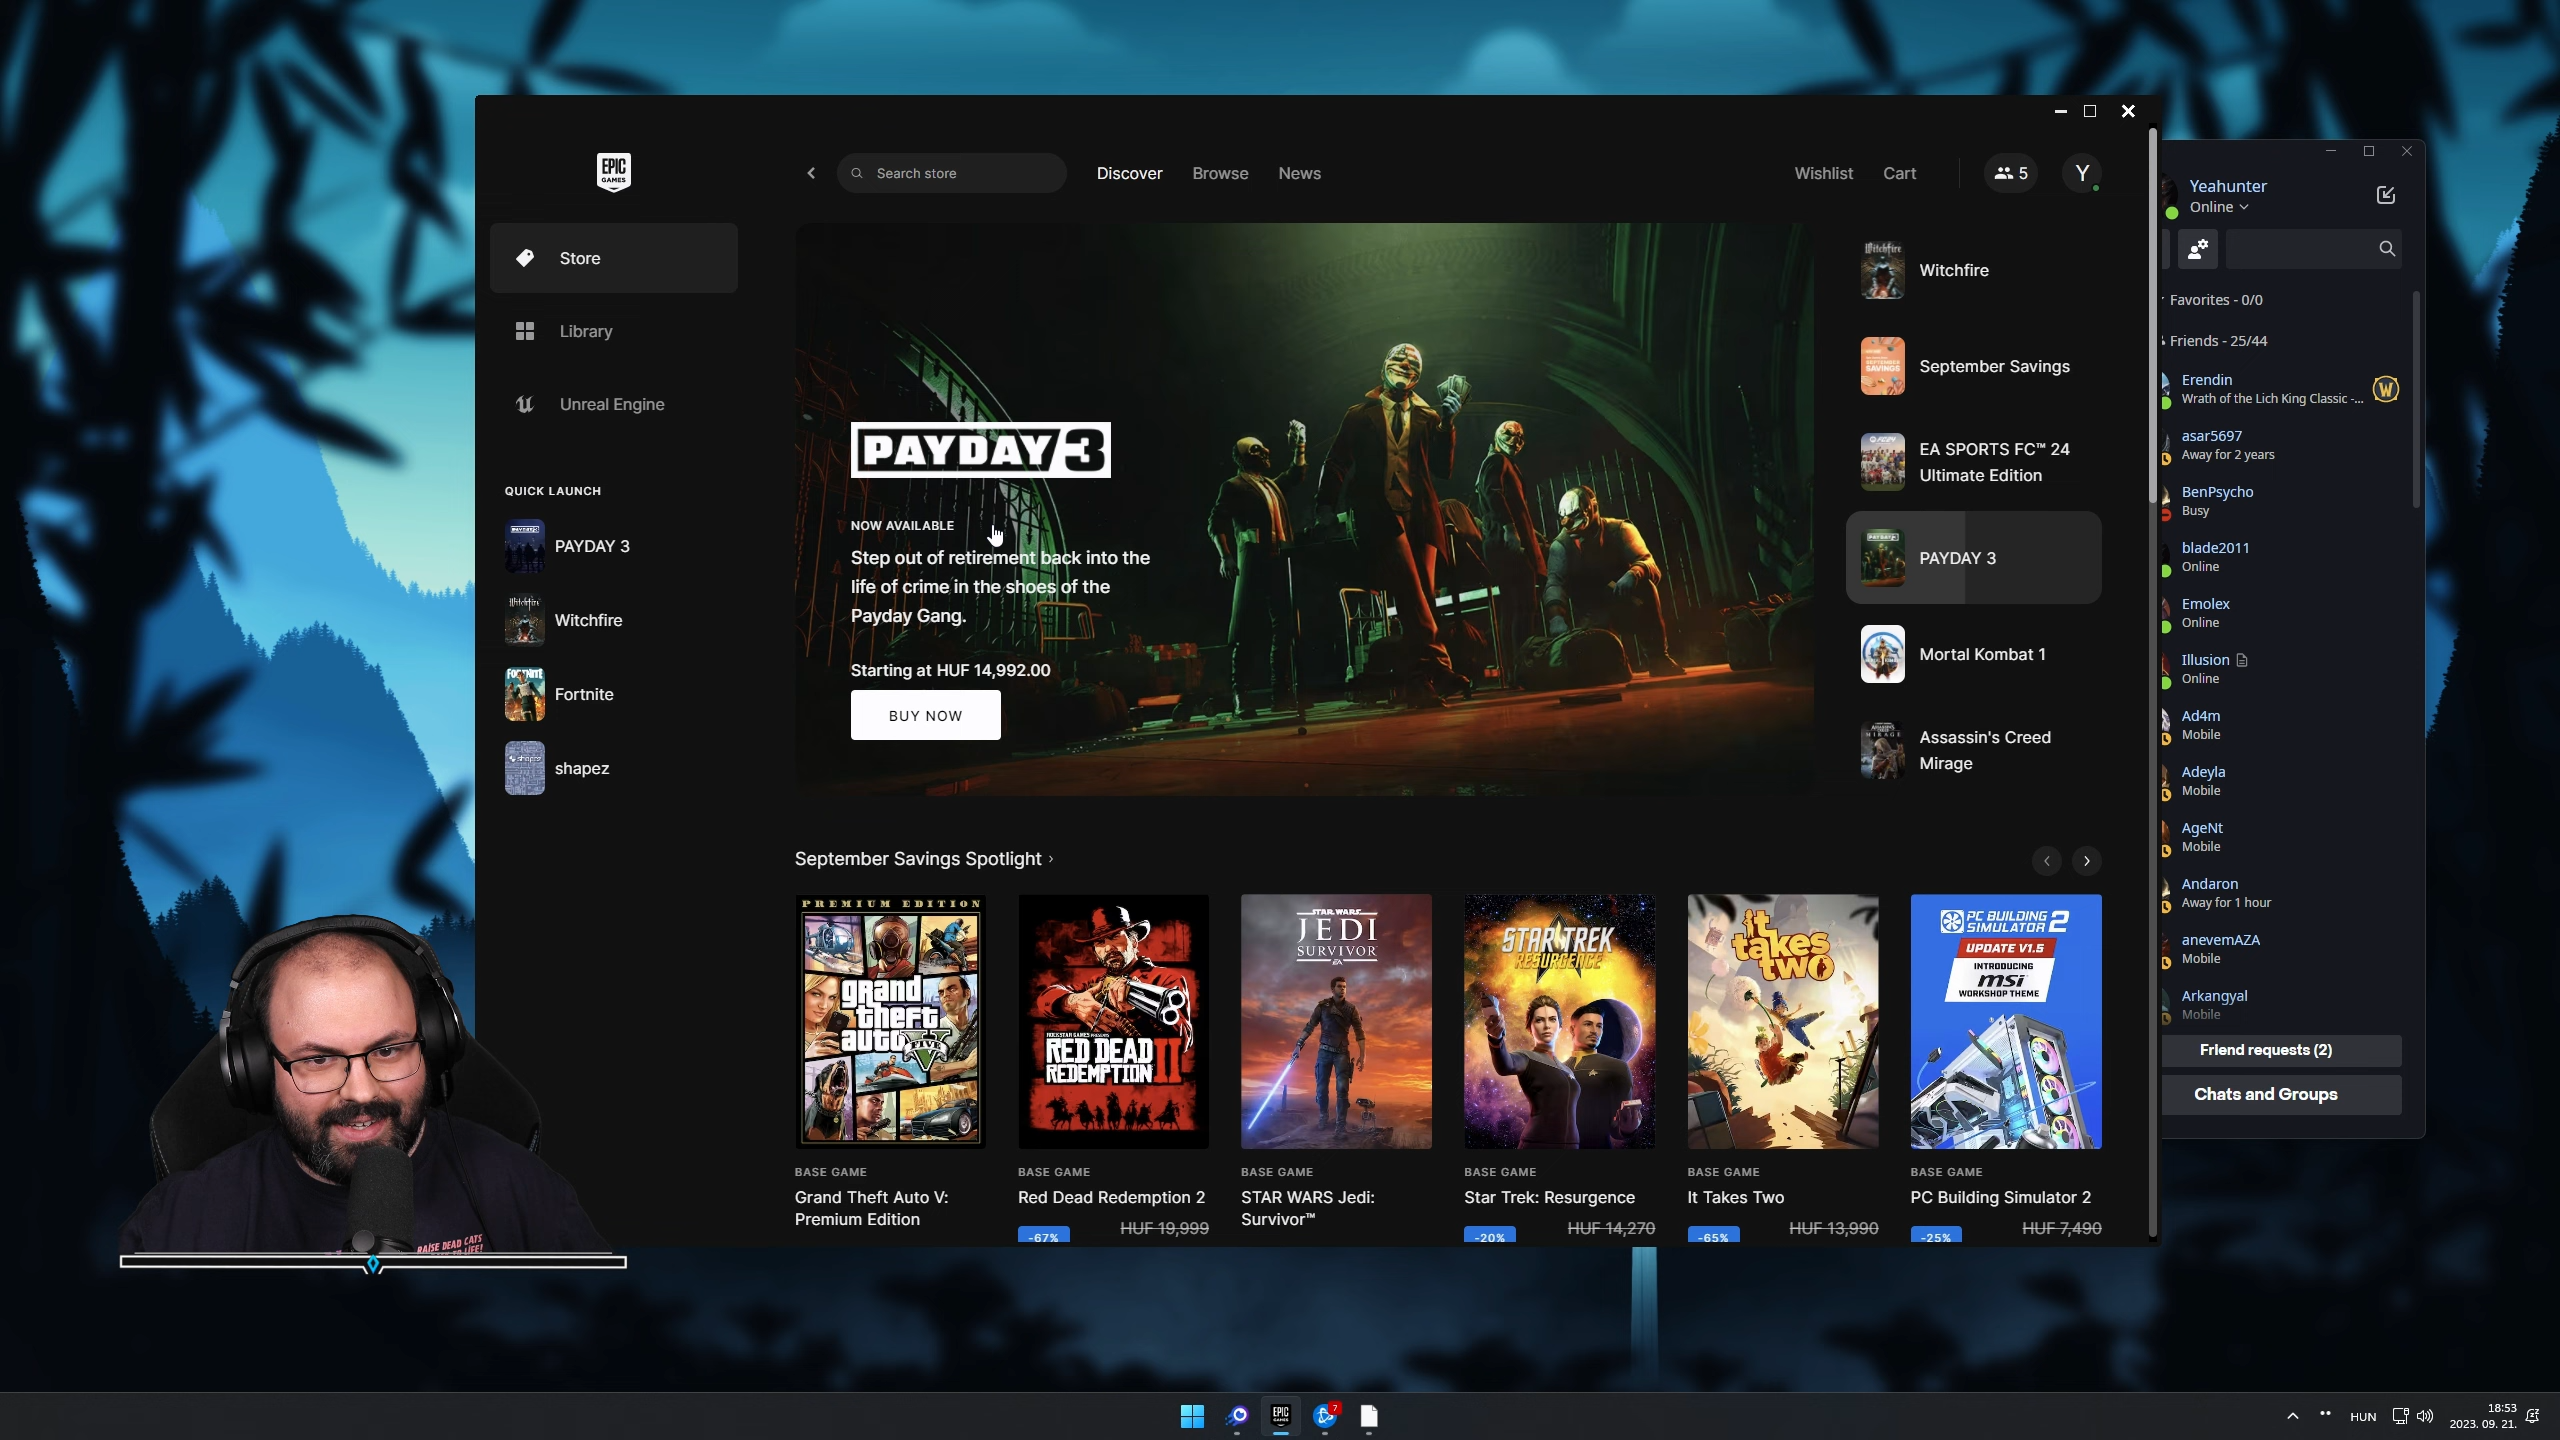 EPIC
GAMES
Search store
Discover
Browse
News
Wishlist
Cart
5
Y
Store
Library
Unreal Engine
QUICK LAUNCH
PAYDAY 3
Witchfire
Fortnite
shapez
PAYDAY 3
NOW AVAILABLE
Step out of retirement back into the
life of crime in the shoes of the
Payday Gang.
Starting at HUF 14,992.00
BUY NOW
Witchfire
September Savings
EA SPORTS FC™ 24
Ultimate Edition
PAYDAY 3
Mortal Kombat 1
Assassin's Creed
Mirage
September Savings Spotlight
PREMIUM EDITION
grand
theft
auto V
FIVE
RED DEAD
REDEMPTION II
STAR WARS
JEDI
SURVIVOR
EA
STAR TREK
RESURGENCE
it
takes
two
PC BUILDING
SIMULATOR 2
UPDATE V1.5
INTRODUCING
msi
WORKSHOP THEME
BASE GAME
Grand Theft Auto V:
Premium Edition
BASE GAME
Red Dead Redemption 2
-67%
HUF 19,999
BASE GAME
STAR WARS Jedi:
Survivor™
BASE GAME
Star Trek: Resurgence
-20%
HUF 14,270
BASE GAME
It Takes Two
-65%
HUF 13,990
BASE GAME
PC Building Simulator 2
-25%
HUF 7,490
Yeahunter
Online
Favorites - 0/0
Friends - 25/44
Erendin
Wrath of the Lich King Classic -...
asar5697
Away for 2 years
BenPsycho
Busy
blade2011
Online
Emolex
Online
Illusion
Online
Ad4m
Mobile
Adeyla
Mobile
AgeNt
Mobile
Andaron
Away for 1 hour
anevemAZA
Mobile
Arkangyal
Mobile
Friend requests (2)
Chats and Groups
RAISE DEAD CATS
TO LIFE!
EPIC
GAMES
7
HUN
18:53
2023. 09. 21.